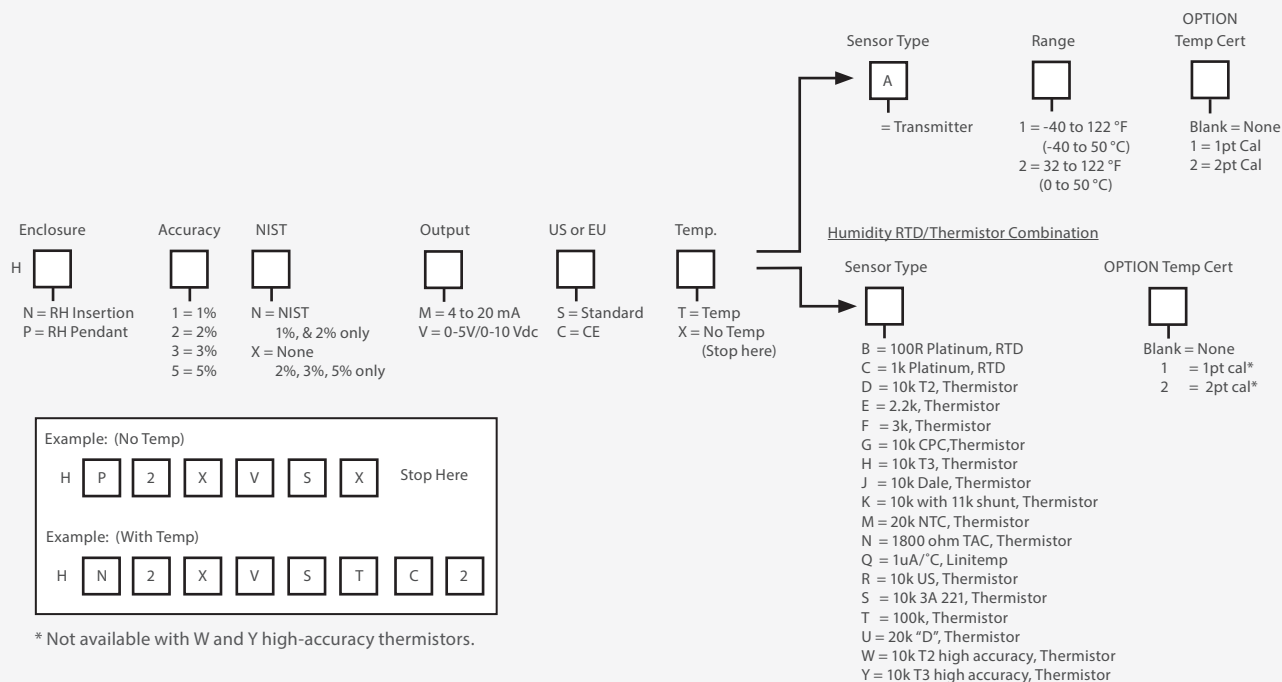 OPTION
Sensor Type Range Temp Cert
A
= Transmitter
1 = -40 to 122 °F
(-40 to 50 °C)
2 = 32 to 122 °F
(0 to 50 °C)
Blank = None
1 = 1pt Cal
2 = 2pt Cal
Enclosure Accuracy NIST Output US or EU Temp.
H
N = RH Insertion
P = RH Pendant
1 = 1%
2 = 2%
3 = 3%
5 = 5%
N = NIST
1%, & 2% only
X = None
2%, 3%, 5% only
M = 4 to 20 mA
V = 0-5V/0-10 Vdc
S = Standard
C = CE
T = Temp
X = No Temp
(Stop here)
Humidity RTD/Thermistor Combination
Sensor Type OPTION Temp Cert
B = 100R Platinum, RTD
C = 1k Platinum, RTD
D = 10k T2, Thermistor
E = 2.2k, Thermistor
F = 3k, Thermistor
G = 10k CPC,Thermistor
H = 10k T3, Thermistor
J = 10k Dale, Thermistor
K = 10k with 11k shunt, Thermistor
M = 20k NTC, Thermistor
N = 1800 ohm TAC, Thermistor
Q = 1uA/˚C, Linitemp
R = 10k US, Thermistor
S = 10k 3A 221, Thermistor
T = 100k, Thermistor
U = 20k “D”, Thermistor
W = 10k T2 high accuracy, Thermistor
Y = 10k T3 high accuracy, Thermistor
Blank = None
1 = 1pt cal*
2 = 2pt cal*
Example: (No Temp)
H P 2 X V S X Stop Here
Example: (With Temp)
H N 2 X V S T C 2
* Not available with W and Y high-accuracy thermistors.